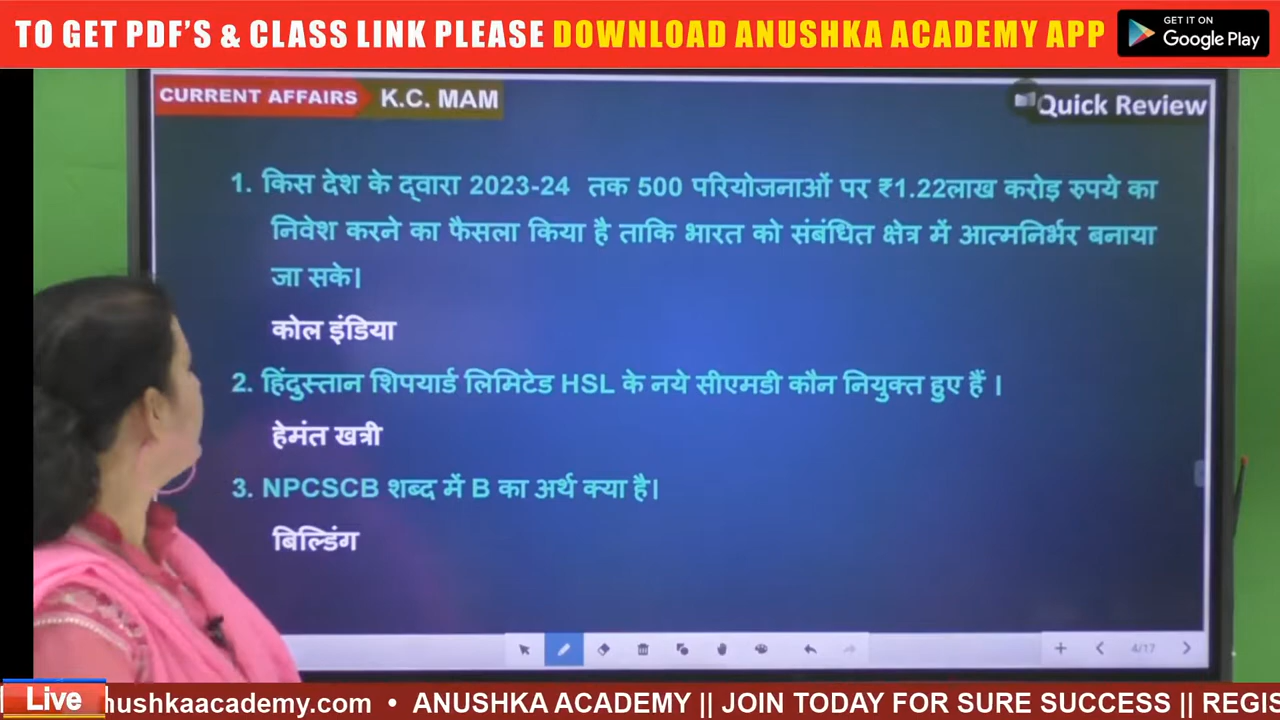 TO GET PDF'S & CLASS LINK PLEASE DOWNLOAD ANUSHKA ACADEMY APP
GET IT ON
Google Play
CURRENT AFFAIRS K.C. MAM
Quick Review
1. किस देश के द्वारा 2023-24 तक 500 परियोजनाओं पर ₹1.22लाख करोड़ रुपये का
निवेश करने का फैसला किया है ताकि भारत को संबंधित क्षेत्र में आत्मनिर्भर बनाया
जा सके।
कोल इंडिया
2. हिंदुस्तान शिपयार्ड लिमिटेड HSL के नये सीएमडी कौन नियुक्त हुए हैं ।
हेमंत खत्री
3. NPCSCB शब्द में B का अर्थ क्या है।
बिल्डिंग
4/17
Live hushkaacademy.com • ANUSHKA ACADEMY || JOIN TODAY FOR SURE SUCCESS || REGIS